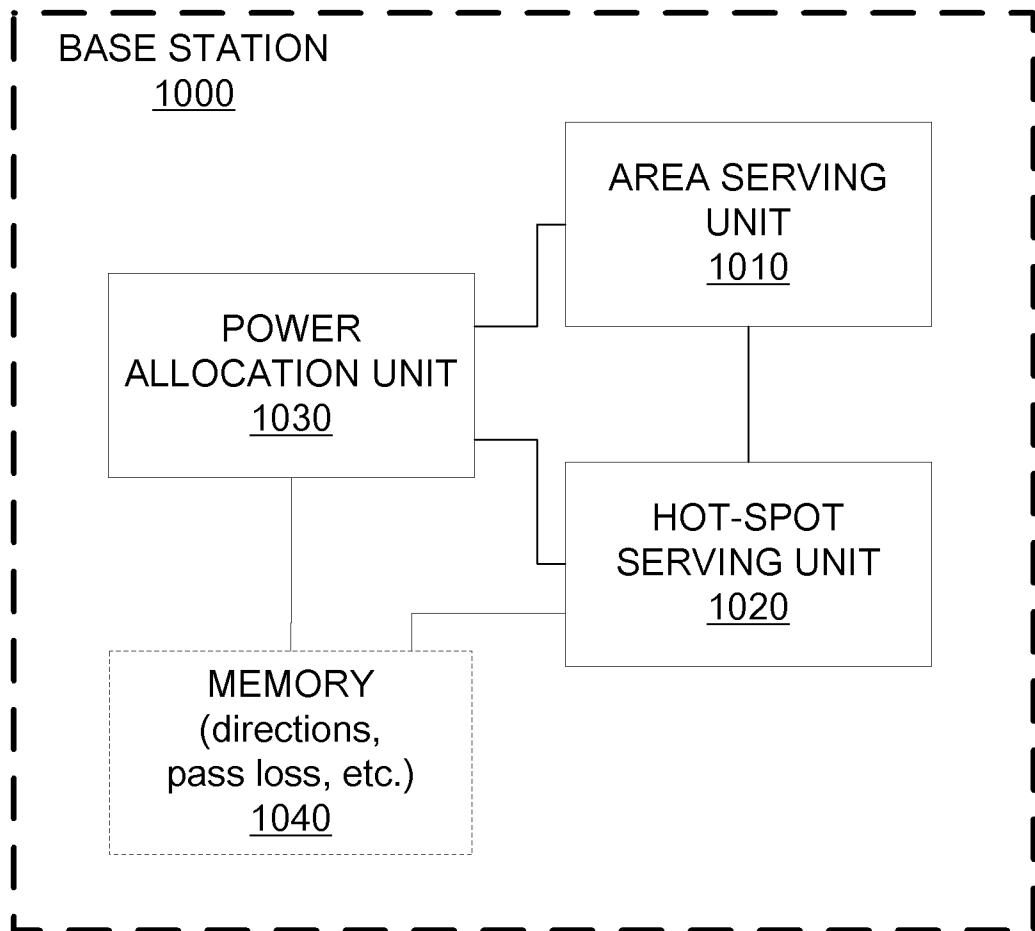 BASE STATION
1000
AREA SERVING
UNIT
1010
POWER
ALLOCATION UNIT
1030
HOT-SPOT
SERVING UNIT
1020
MEMORY
(directions,
pass loss, etc.)
1040